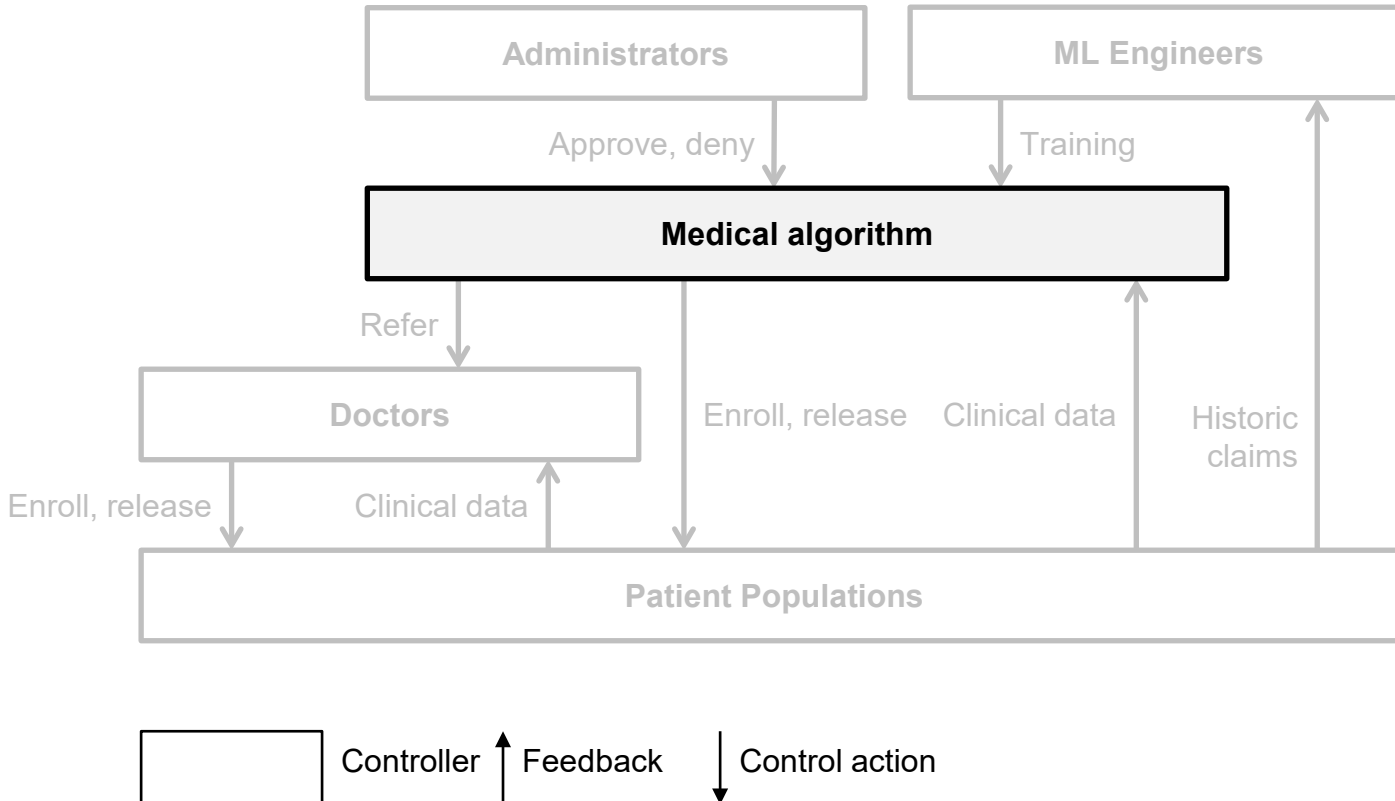 Administrators
ML Engineers
Approve, deny
Training
Medical algorithm
Refer
Doctors
Enroll, release
Clinical data
Historic
claims
Enroll, release
Clinical data
Patient Populations
Controller
Feedback
Control action